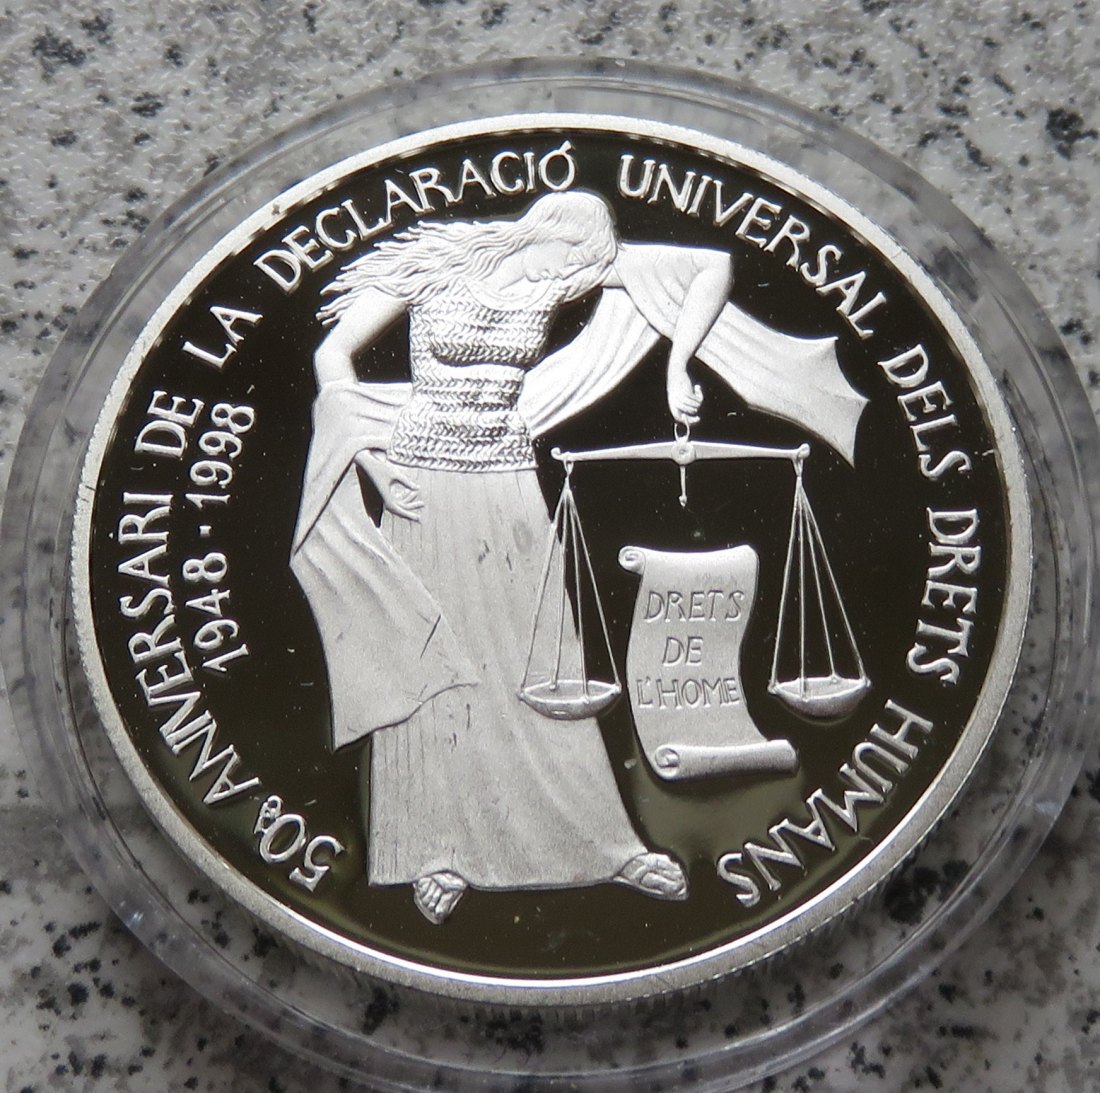 50è ANIVERSARI DE LA DECLARACIÓ UNIVERSAL DELS DRETS HUMANS
1948·1998
DRETS
DE
L'HOME